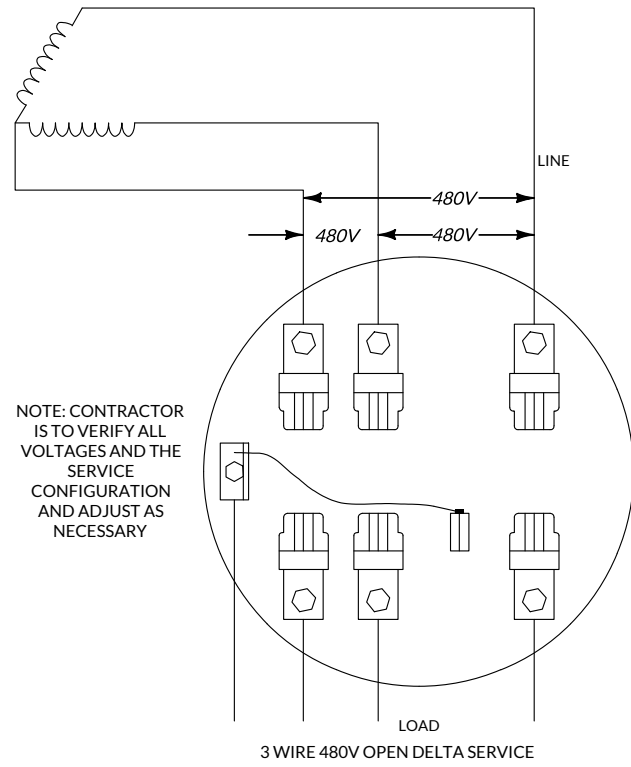 LINE
480V
480V
480V
NOTE: CONTRACTOR
IS TO VERIFY ALL
VOLTAGES AND THE
SERVICE
CONFIGURATION
AND ADJUST AS
NECESSARY
LOAD
3 WIRE 480V OPEN DELTA SERVICE